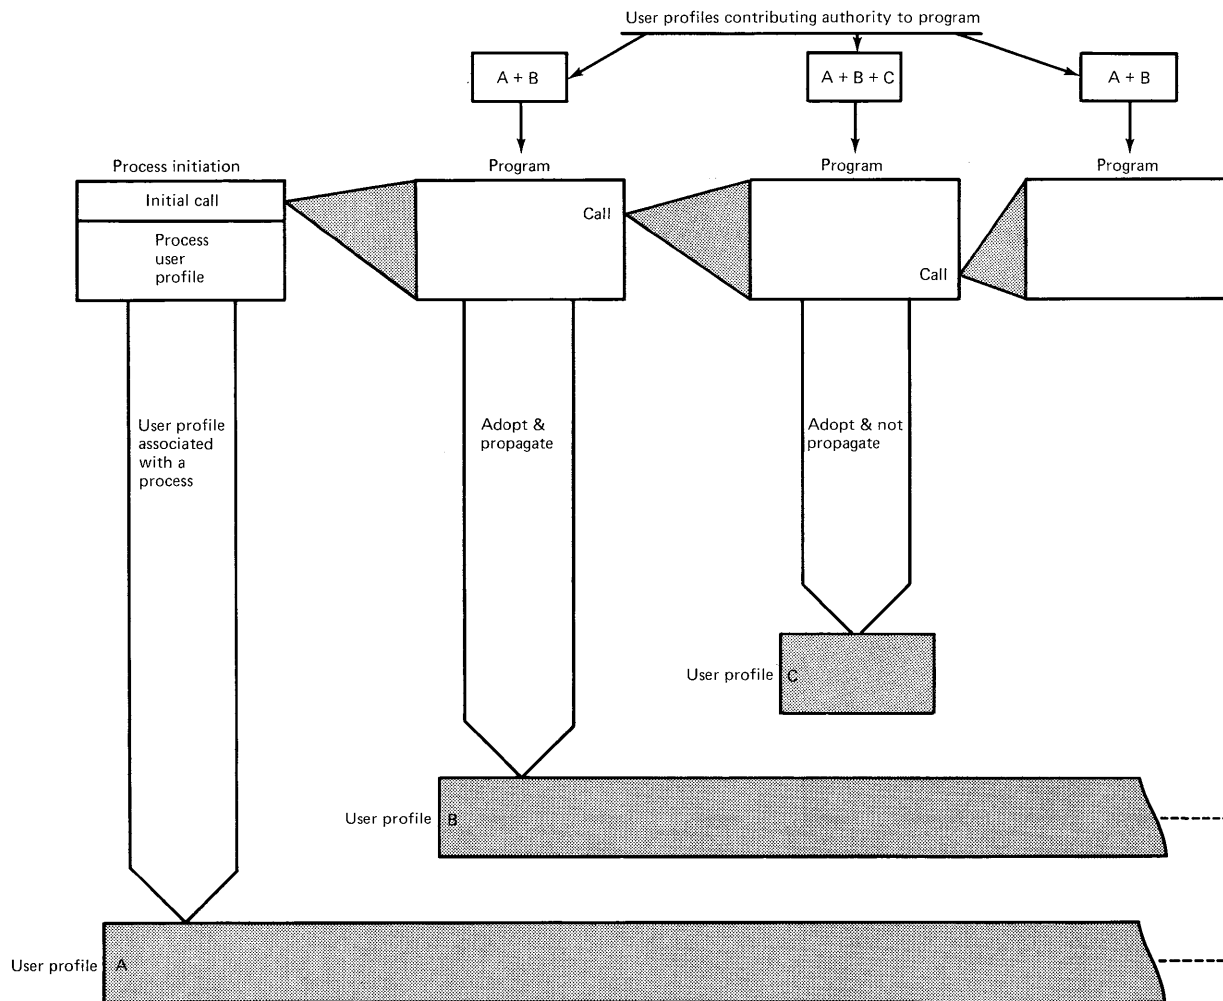 User profiles contributing authority to program
A + B
A + B + C
A + B
Process initiation
Program
Program
Program
Initial call
Process
user
profile
Call
Call
User profile
associated
with a
process
Adopt &
propagate
Adopt & not
propagate
User profile C
User profile B
User profile A